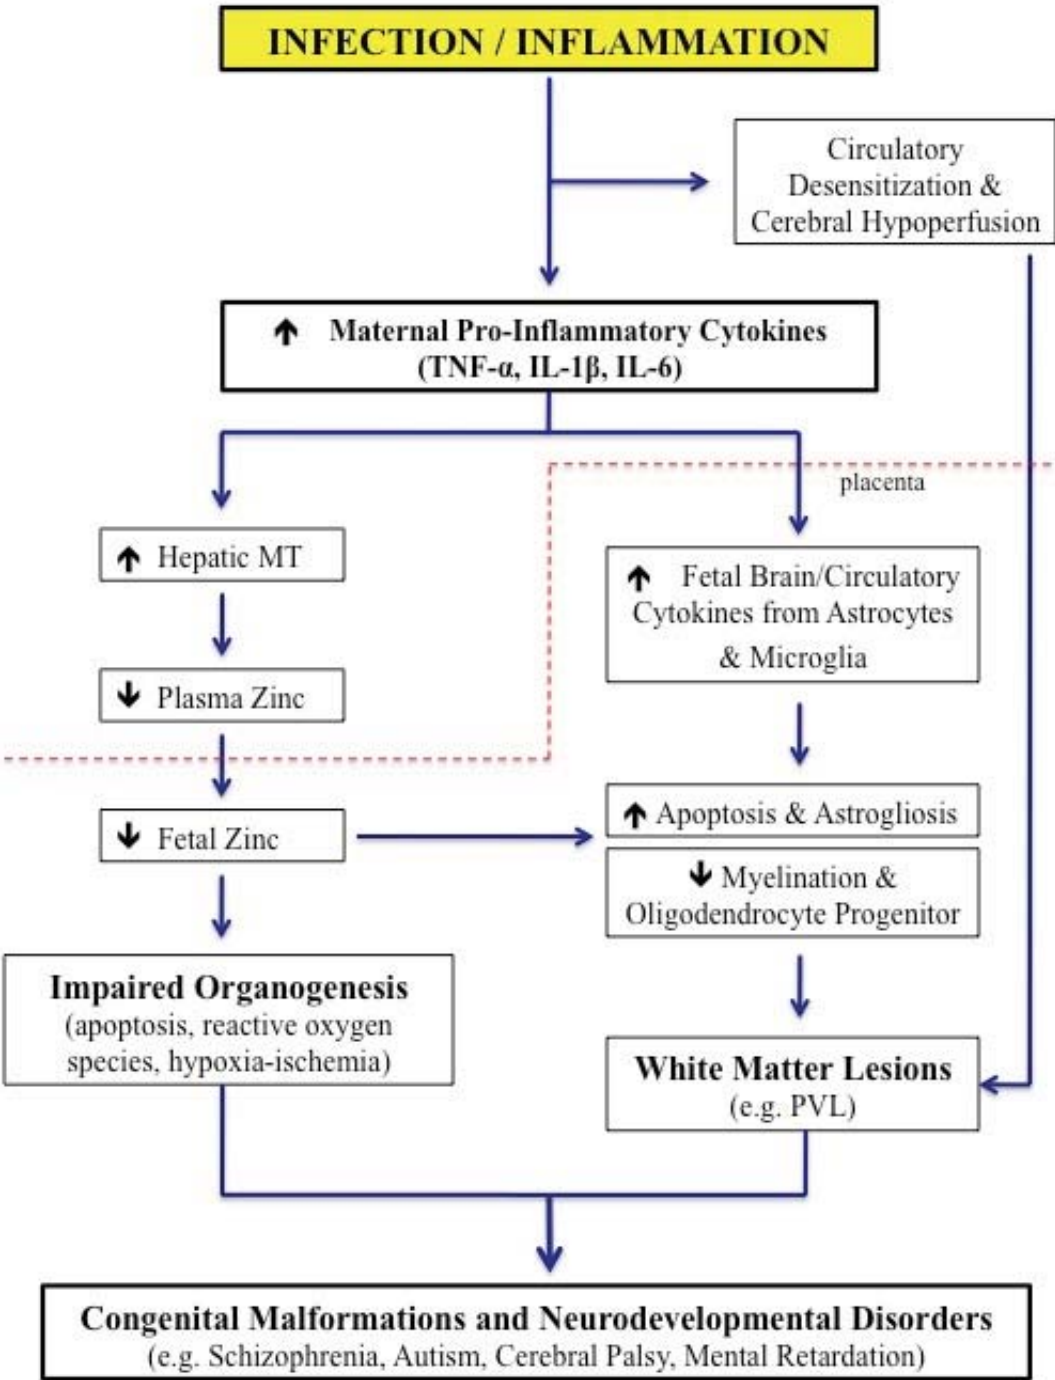 INFECTION / INFLAMMATION
Circulatory
Desensitization &
Cerebral Hypoperfusion
↑ Maternal Pro-Inflammatory Cytokines
(TNF-α, IL-1β, IL-6)
placenta
↑ Hepatic MT
↑ Fetal Brain/Circulatory
Cytokines from Astrocytes
& Microglia
↓ Plasma Zinc
↓ Fetal Zinc
↑ Apoptosis & Astrogliosis
↓ Myelination &
Oligodendrocyte Progenitor
Impaired Organogenesis
(apoptosis, reactive oxygen
species, hypoxia-ischemia)
White Matter Lesions
(e.g. PVL)
Congenital Malformations and Neurodevelopmental Disorders
(e.g. Schizophrenia, Autism, Cerebral Palsy, Mental Retardation)